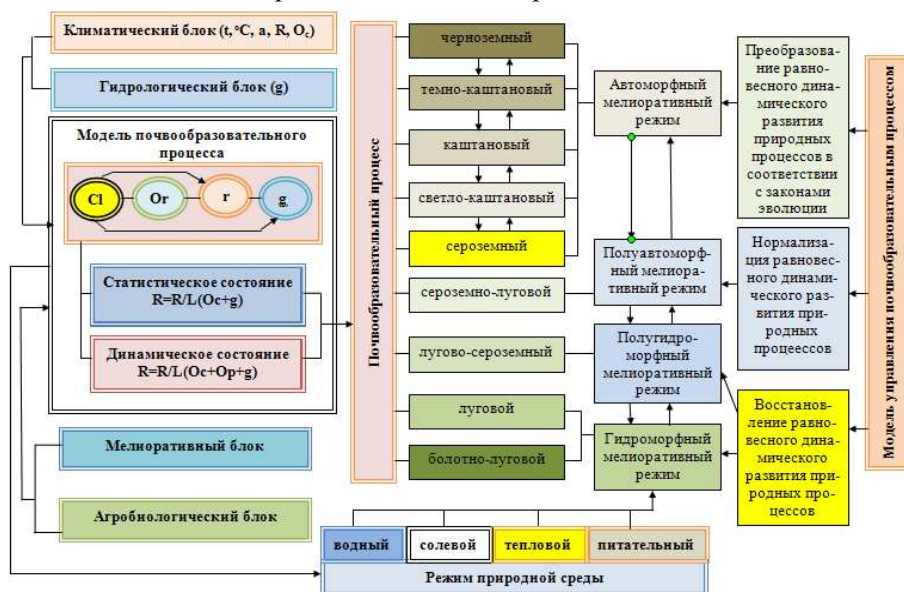 Климатический блок (t,°C, a, R, Oc)
Гидрологический блок (g)
Модель почвообразовательного
процесса
Cl
Or
r
g
Статистическое состояние
R=R/L(Oc+g)
Динамическое состояние
R=R/L(Oc+Op+g)
Мелиоративный блок
Агробиологический блок
Почвообразовательный процесс
черноземный
темно-каштановый
каштановый
светло-каштановый
сероземный
сероземно-луговой
лугово-сероземный
луговой
болотно-луговой
Автоморфный
мелиоративный
режим
Полуавтоморф-
ный мелиора-
тивный режим
Полугидро-
морфный
мелиоративный
режим
Гидроморфный
мелиоративный
режим
Преобразова-
ние равно-
весного дина-
мического
развития
природных
процессов в
соответствии
с законами
эволюции
Нормализа-
ция равновес-
ного динами-
ческого раз-
вития при-
родных
процеессов
Восстановле-
ние равно-
весного дина-
мического
развития при-
родных про-
цессов
Модель управления почвообразовательным процессом
водный
солевой
тепловой
питательный
Режим природной среды